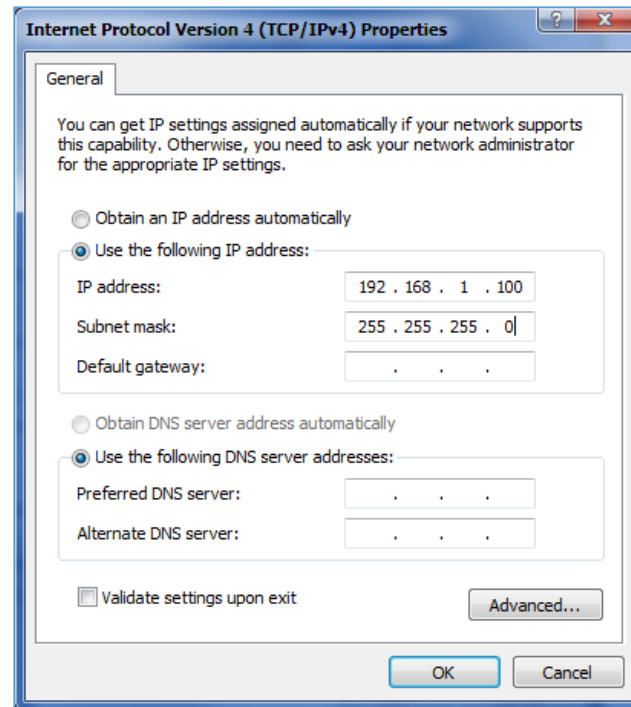 Internet Protocol Version 4 (TCP/IPv4) Properties
General
You can get IP settings assigned automatically if your network supports
this capability. Otherwise, you need to ask your network administrator
for the appropriate IP settings.
Obtain an IP address automatically
Use the following IP address:
IP address: 192 . 168 . 1 . 100
Subnet mask: 255 . 255 . 255 . 0
Default gateway: . . .
Obtain DNS server address automatically
Use the following DNS server addresses:
Preferred DNS server: . . .
Alternate DNS server: . . .
Validate settings upon exit
Advanced...
OK Cancel